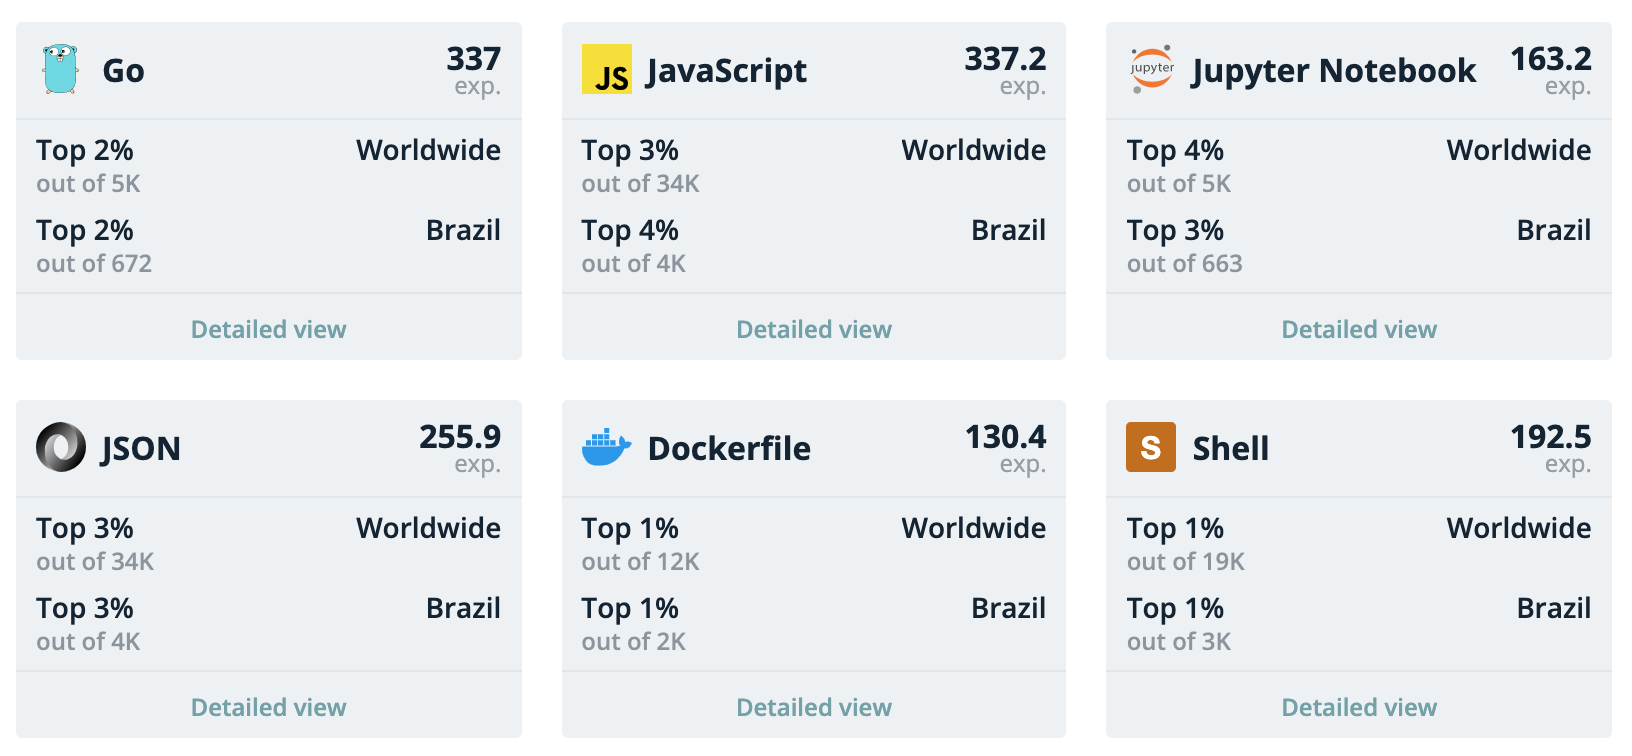 Go 337
exp.
Top 2% Worldwide
out of 5K
Top 2% Brazil
out of 672
Detailed view
JS JavaScript 337.2
exp.
Top 3% Worldwide
out of 34K
Top 4% Brazil
out of 4K
Detailed view
jupyter Jupyter Notebook 163.2
exp.
Top 4% Worldwide
out of 5K
Top 3% Brazil
out of 663
Detailed view
JSON 255.9
exp.
Top 3% Worldwide
out of 34K
Top 3% Brazil
out of 4K
Detailed view
Dockerfile 130.4
exp.
Top 1% Worldwide
out of 12K
Top 1% Brazil
out of 2K
Detailed view
S Shell 192.5
exp.
Top 1% Worldwide
out of 19K
Top 1% Brazil
out of 3K
Detailed view